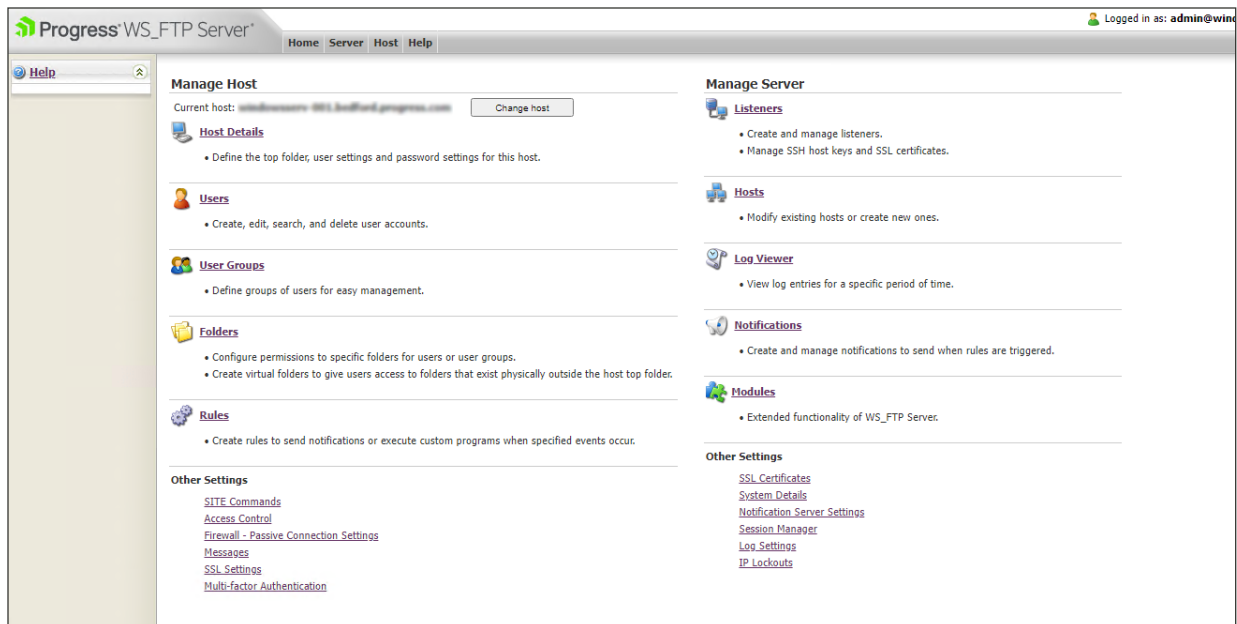 Progress® WS_FTP Server®
Logged in as: admin@wind
Home Server Host Help
Help
Manage Host
Current host:
Change host
Host Details
• Define the top folder, user settings and password settings for this host.
Users
• Create, edit, search, and delete user accounts.
User Groups
• Define groups of users for easy management.
Folders
• Configure permissions to specific folders for users or user groups.
• Create virtual folders to give users access to folders that exist physically outside the host top folder.
Rules
• Create rules to send notifications or execute custom programs when specified events occur.
Other Settings
SITE Commands
Access Control
Firewall - Passive Connection Settings
Messages
SSL Settings
Multi-factor Authentication
Manage Server
Listeners
• Create and manage listeners.
• Manage SSH host keys and SSL certificates.
Hosts
• Modify existing hosts or create new ones.
Log Viewer
• View log entries for a specific period of time.
Notifications
• Create and manage notifications to send when rules are triggered.
Modules
• Extended functionality of WS_FTP Server.
Other Settings
SSL Certificates
System Details
Notification Server Settings
Session Manager
Log Settings
IP Lockouts